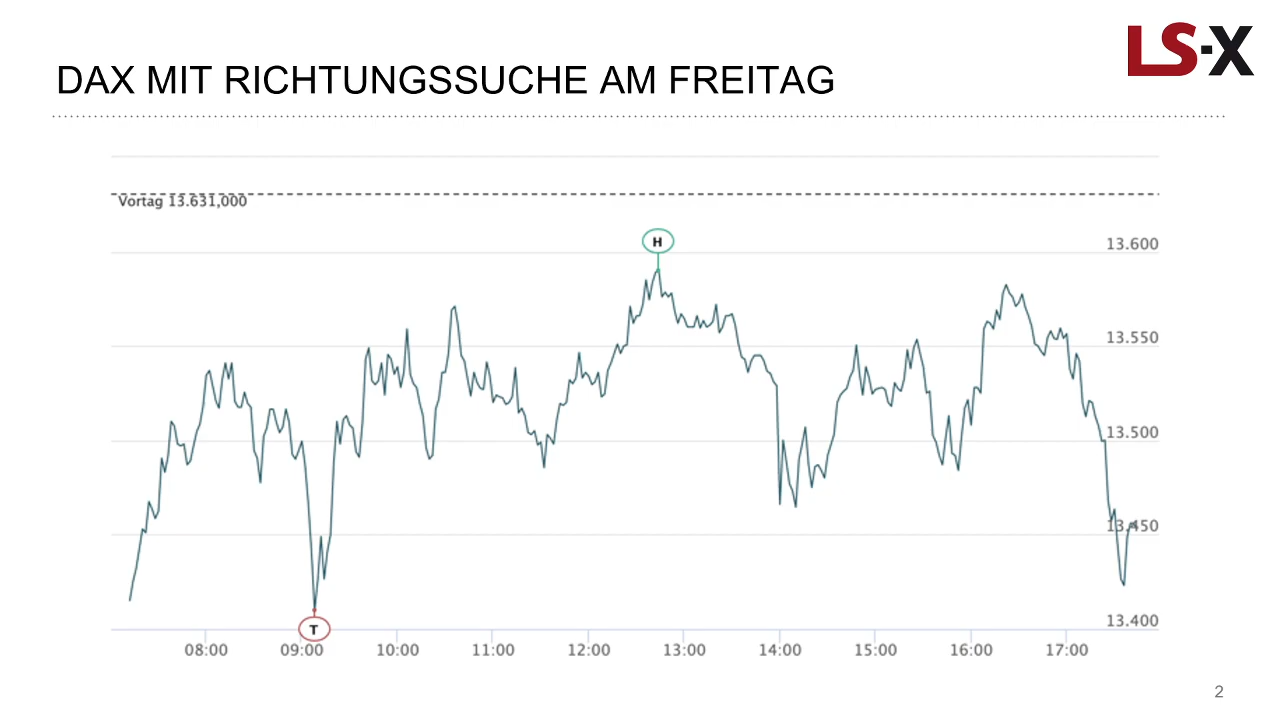 LS-X
DAX MIT RICHTUNGSSUCHE AM FREITAG
Vortag 13.631,000
H
13.600
13.550
13.500
13.450
13.400
T
08:00 09:00 10:00 11:00 12:00 13:00 14:00 15:00 16:00 17:00
2